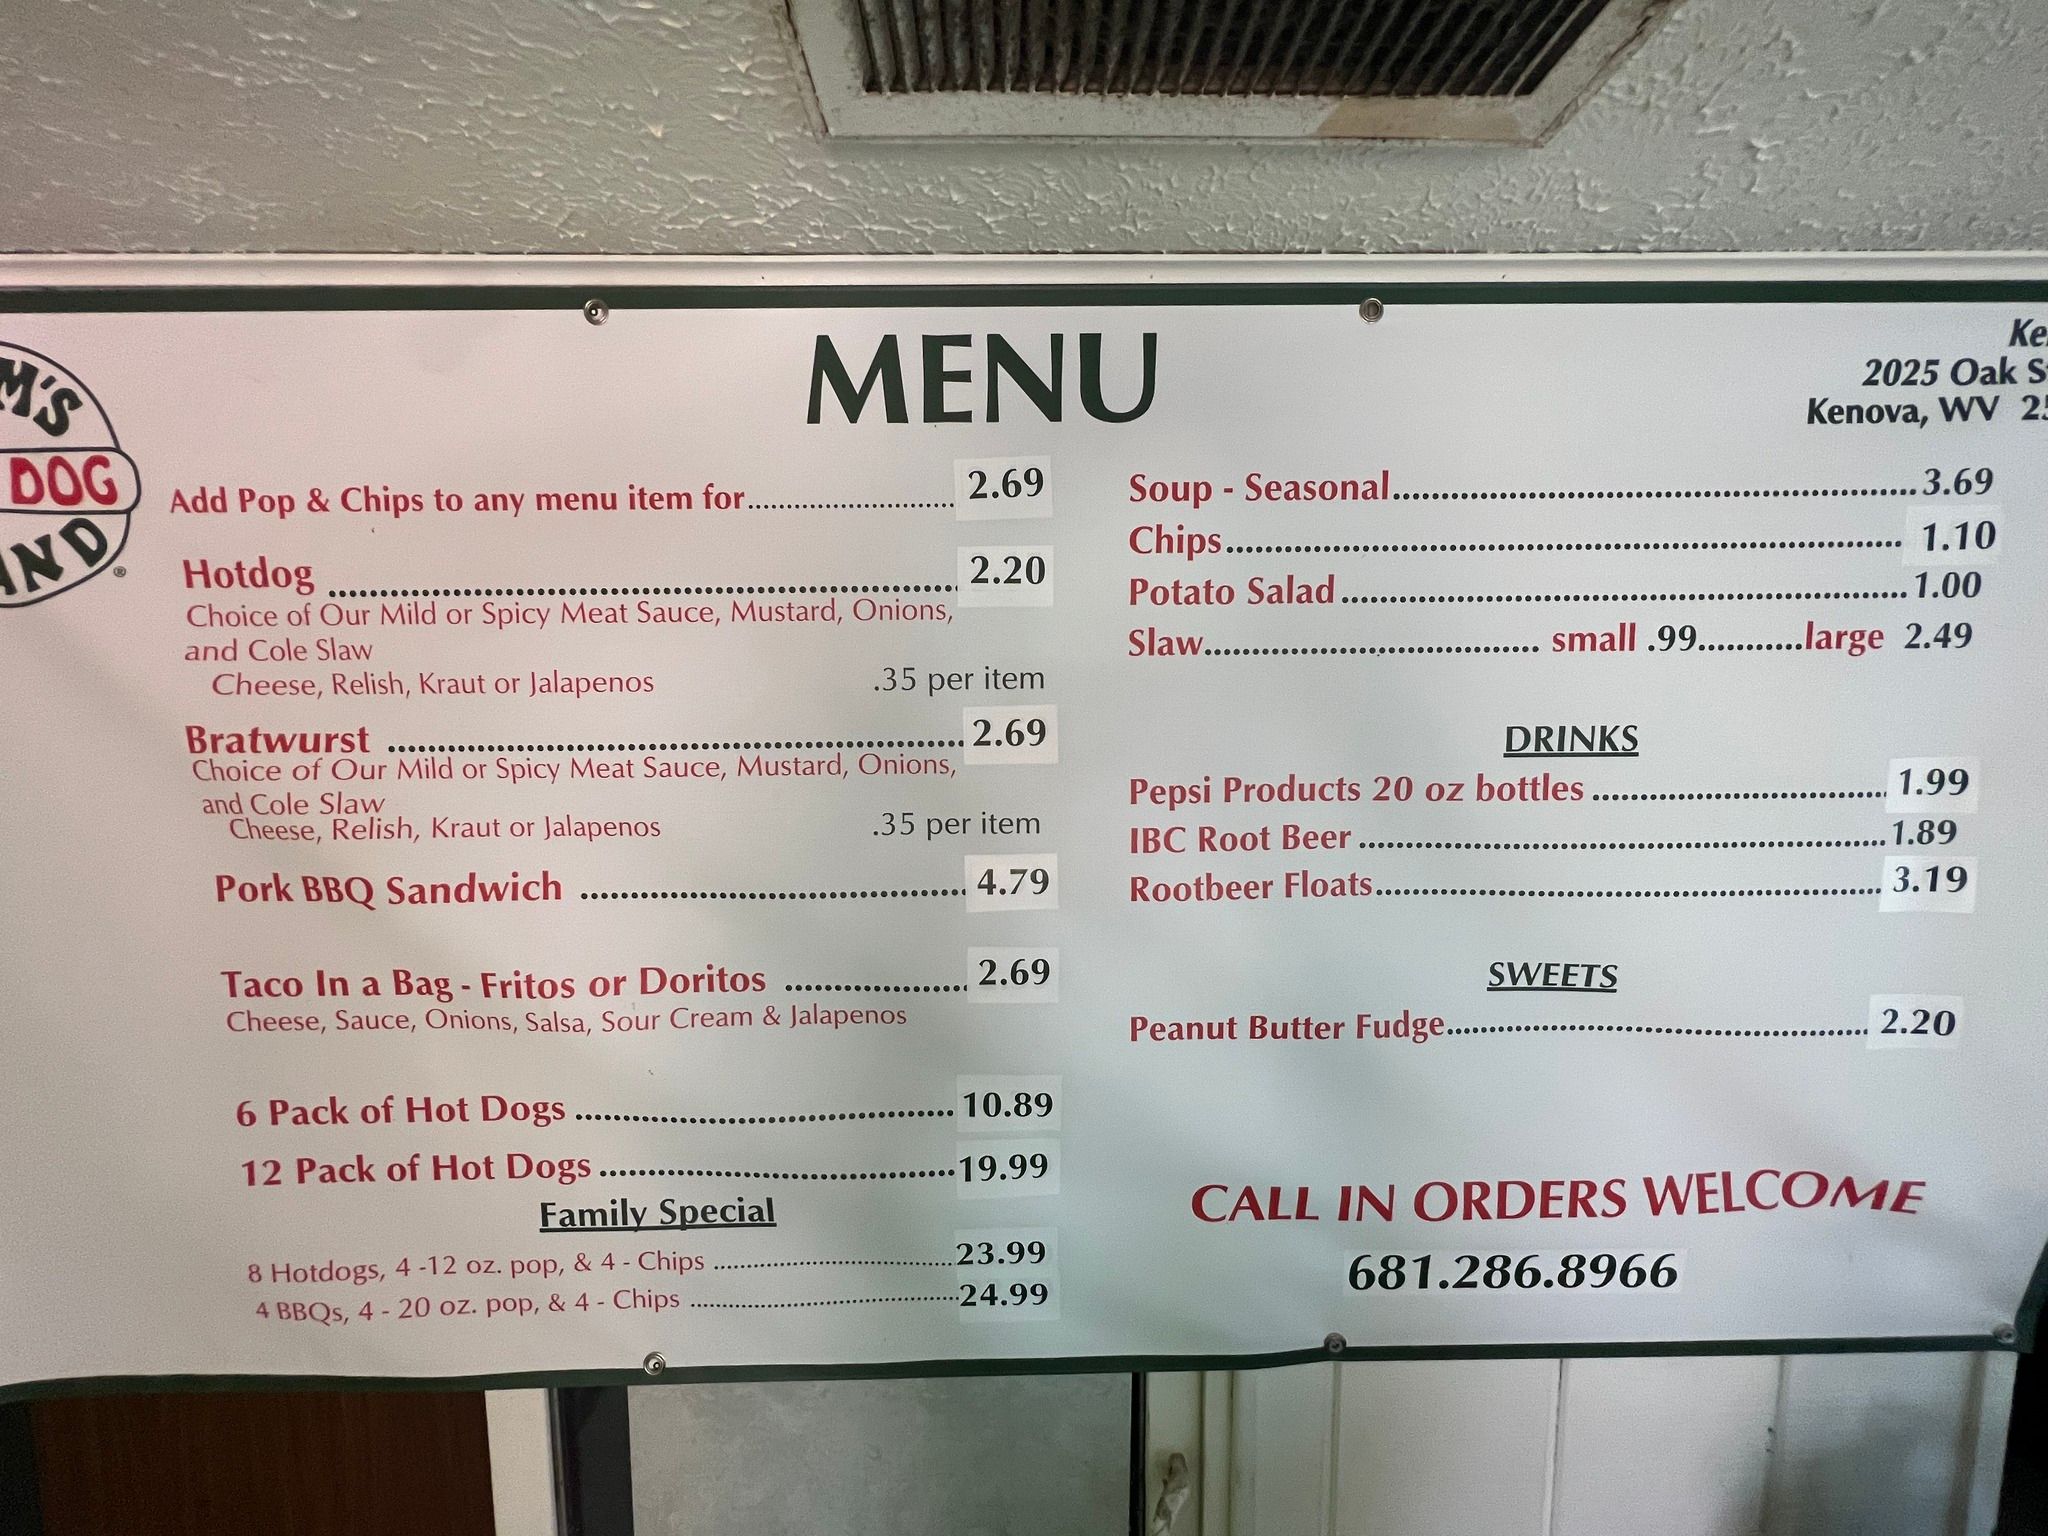 MENU
M'S
DOG
AND
®
2025 Oak
Kenova, WV
Add Pop & Chips to any menu item for 2.69
Hotdog 2.20
Choice of Our Mild or Spicy Meat Sauce, Mustard, Onions,
and Cole Slaw
Cheese, Relish, Kraut or Jalapenos .35 per item
Bratwurst 2.69
Choice of Our Mild or Spicy Meat Sauce, Mustard, Onions,
and Cole Slaw
Cheese, Relish, Kraut or Jalapenos .35 per item
Pork BBQ Sandwich 4.79
Taco In a Bag - Fritos or Doritos 2.69
Cheese, Sauce, Onions, Salsa, Sour Cream & Jalapenos
6 Pack of Hot Dogs 10.89
12 Pack of Hot Dogs 19.99
Family Special
8 Hotdogs, 4 -12 oz. pop, & 4 - Chips 23.99
4 BBQs, 4 - 20 oz. pop, & 4 - Chips 24.99
Soup - Seasonal 3.69
Chips 1.10
Potato Salad 1.00
Slaw small .99 large 2.49
DRINKS
Pepsi Products 20 oz bottles 1.99
IBC Root Beer 1.89
Rootbeer Floats 3.19
SWEETS
Peanut Butter Fudge 2.20
CALL IN ORDERS WELCOME
681.286.8966